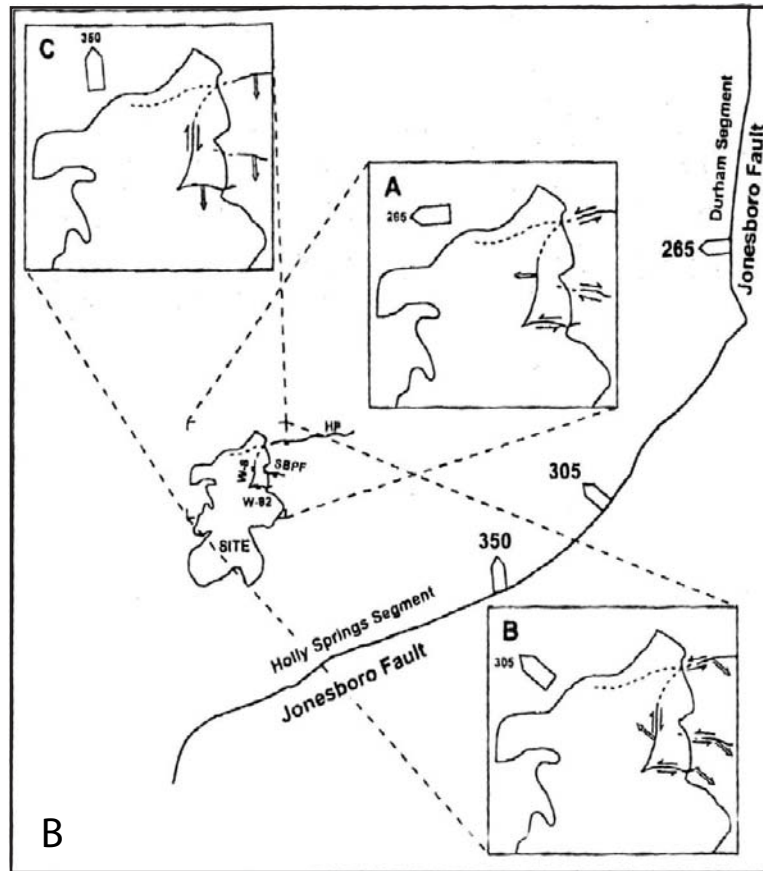 C
350
A
265
Durham Segment
Jonesboro Fault
265
HP
W-8
SBPF
W-92
SITE
305
350
Holly Springs Segment
Jonesboro Fault
B
305
B